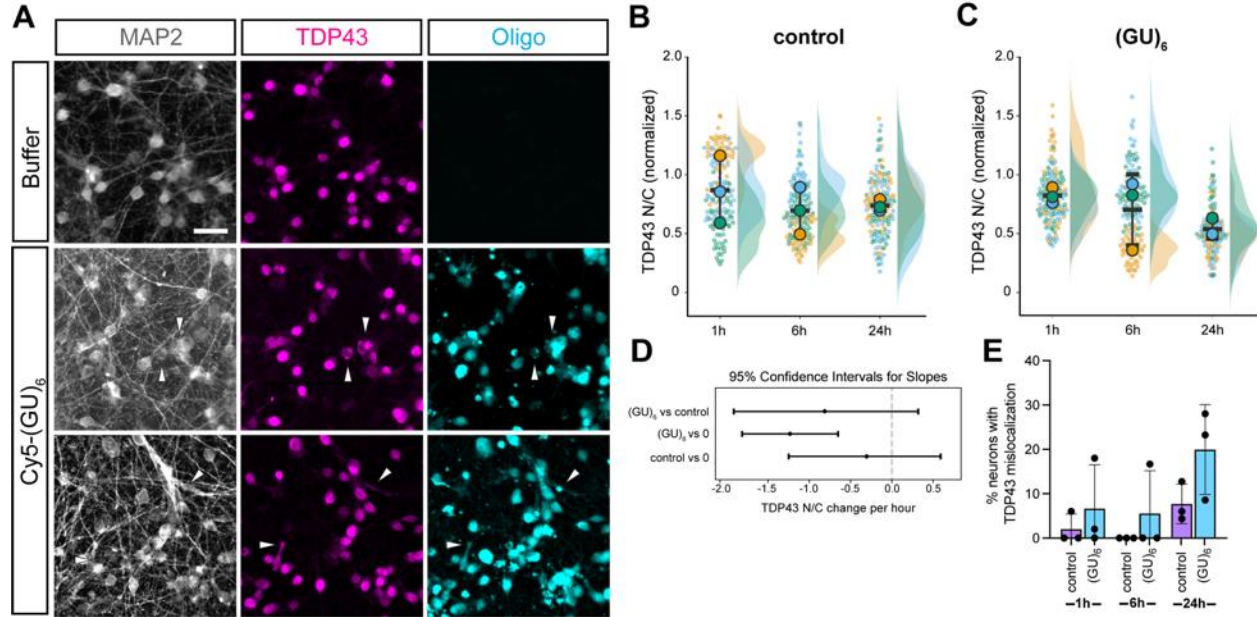 A
MAP2
TDP43
Oligo
Buffer
Cy5-(GU)₆
B
control
TDP43 N/C (normalized)
2.0
1.5
1.0
0.5
0
1h
6h
24h
C
(GU)₆
TDP43 N/C (normalized)
2.0
1.5
1.0
0.5
0
1h
6h
24h
D
95% Confidence Intervals for Slopes
(GU)₆ vs control
(GU)₆ vs 0
control vs 0
-2.0 -1.5 -1.0 -0.5 0 0.5
TDP43 N/C change per hour
E
% neurons with
TDP43 mislocalization
40
30
20
10
0
control (GU)₆ control (GU)₆ control (GU)₆
–1h– –6h– –24h–